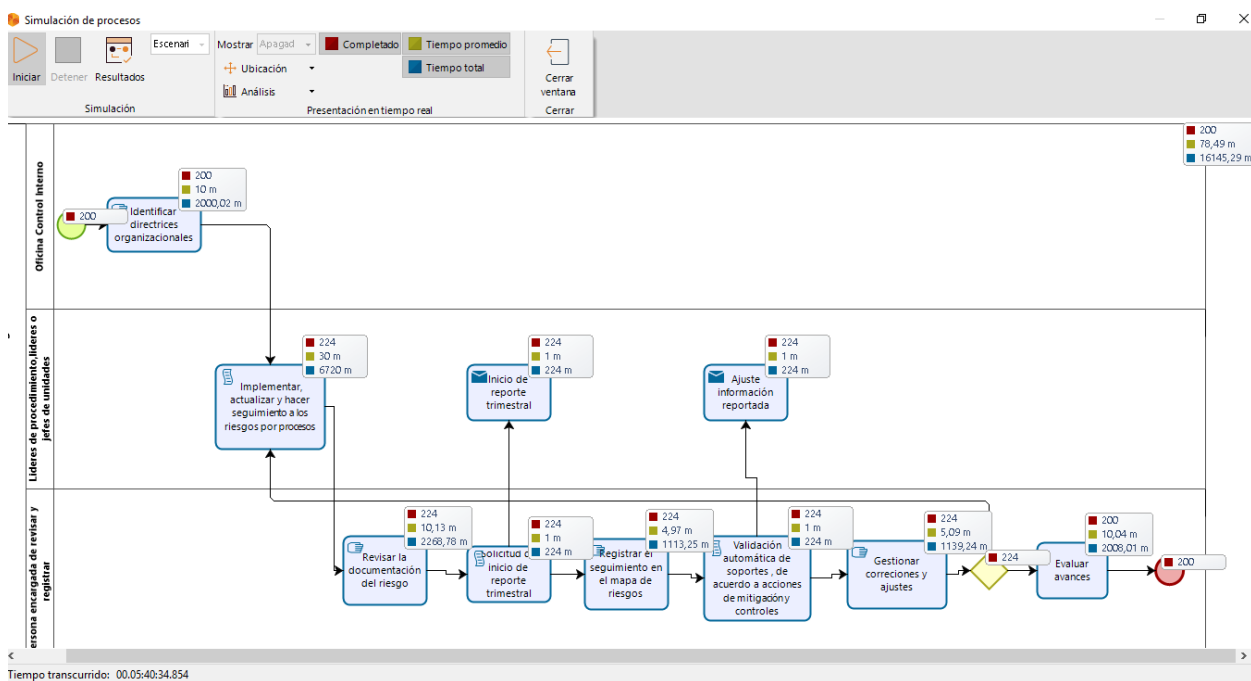 Simulación de procesos
Iniciar
Detener
Resultados
Escenari
Simulación
Mostrar
Apagad
Completado
Tiempo promedio
Ubicación
Tiempo total
Análisis
Presentación en tiempo real
Cerrar
ventana
Cerrar
200
78,49 m
16145,29 m
Oficina Control Interno
200
Identificar
directrices
organizacionales
200
10 m
2000,02 m
Lideres de procedimiento,lideres o
jefes de unidades
Implementar,
actualizar y hacer
seguimiento a los
riesgos por procesos
224
30 m
6720 m
Inicio de
reporte
trimestral
224
1 m
224 m
Ajuste
información
reportada
224
1 m
224 m
ersona encargada de revisar y
registrar
Revisar la
documentación
del riesgo
224
10,13 m
2268,78 m
Solicitud d
inicio de
reporte
trimestral
224
1 m
224 m
Registrar el
seguimiento en
el mapa de
riesgos
224
4,97 m
1113,25 m
Validación
automática de
soportes , de
acuerdo a acciones
de mitigación y
controles
224
1 m
224 m
Gestionar
correciones y
ajustes
224
5,09 m
1139,24 m
224
Evaluar
avances
200
10,04 m
2008,01 m
200
Tiempo transcurrido: 00.05:40:34.854